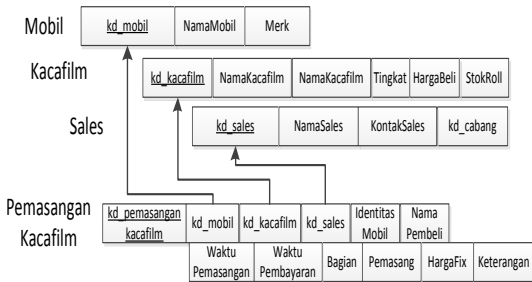 Mobil kd_mobil NamaMobil Merk
Kacafilm kd_kacafilm NamaKacafilm NamaKacafilm Tingkat HargaBeli StokRoll
Sales kd_sales NamaSales KontakSales kd_cabang
Pemasangan Kacafilm kd_pemasangan kacafilm kd_mobil kd_kacafilm kd_sales Identitas Mobil Nama Pembeli
Waktu Pemasangan Waktu Pembayaran Bagian Pemasang HargaFix Keterangan